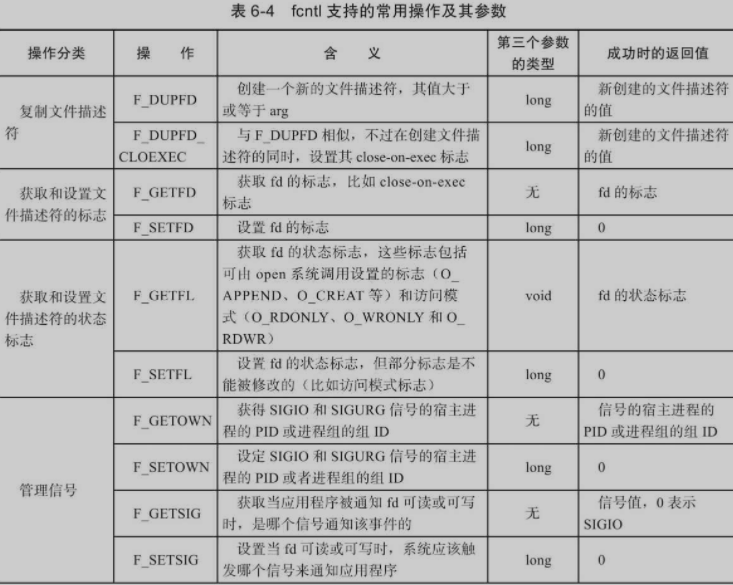 表 6-4 fcntl 支持的常用操作及其参数
操作分类
操 作
含 义
第三个参数
的类型
成功时的返回值
复制文件描述
符
F_DUPFD
创建一个新的文件描述符，其值大于
或等于 arg
long
新创建的文件描述符
的值
F_DUPFD_
CLOEXEC
与 F_DUPFD 相似，不过在创建文件描
述符的同时，设置其 close-on-exec 标志
long
新创建的文件描述符
的值
获取和设置文
件描述符的标志
F_GETFD
获取 fd 的标志，比如 close-on-exec
标志
无
fd 的标志
F_SETFD
设置 fd 的标志
long
0
获取和设置文
件描述符的状态
标志
F_GETFL
获取 fd 的状态标志，这些标志包括
可由 open 系统调用设置的标志（O_
APPEND、O_CREAT 等）和访问模
式（O_RDONLY、O_WRONLY 和 O_
RDWR）
void
fd 的状态标志
F_SETFL
设置 fd 的状态标志，但部分标志是不
能被修改的（比如访问模式标志）
long
0
管理信号
F_GETOWN
获得 SIGIO 和 SIGURG 信号的宿主进
程的 PID 或进程组的组 ID
无
信号的宿主进程的
PID 或进程组的组 ID
F_SETOWN
设定 SIGIO 和 SIGURG 信号的宿主进
程的 PID 或者进程组的组 ID
long
0
F_GETSIG
获取当应用程序被通知 fd 可读或可写
时，是哪个信号通知该事件的
无
信号值，0 表示
SIGIO
F_SETSIG
设置当 fd 可读或可写时，系统应该触
发哪个信号来通知应用程序
long
0